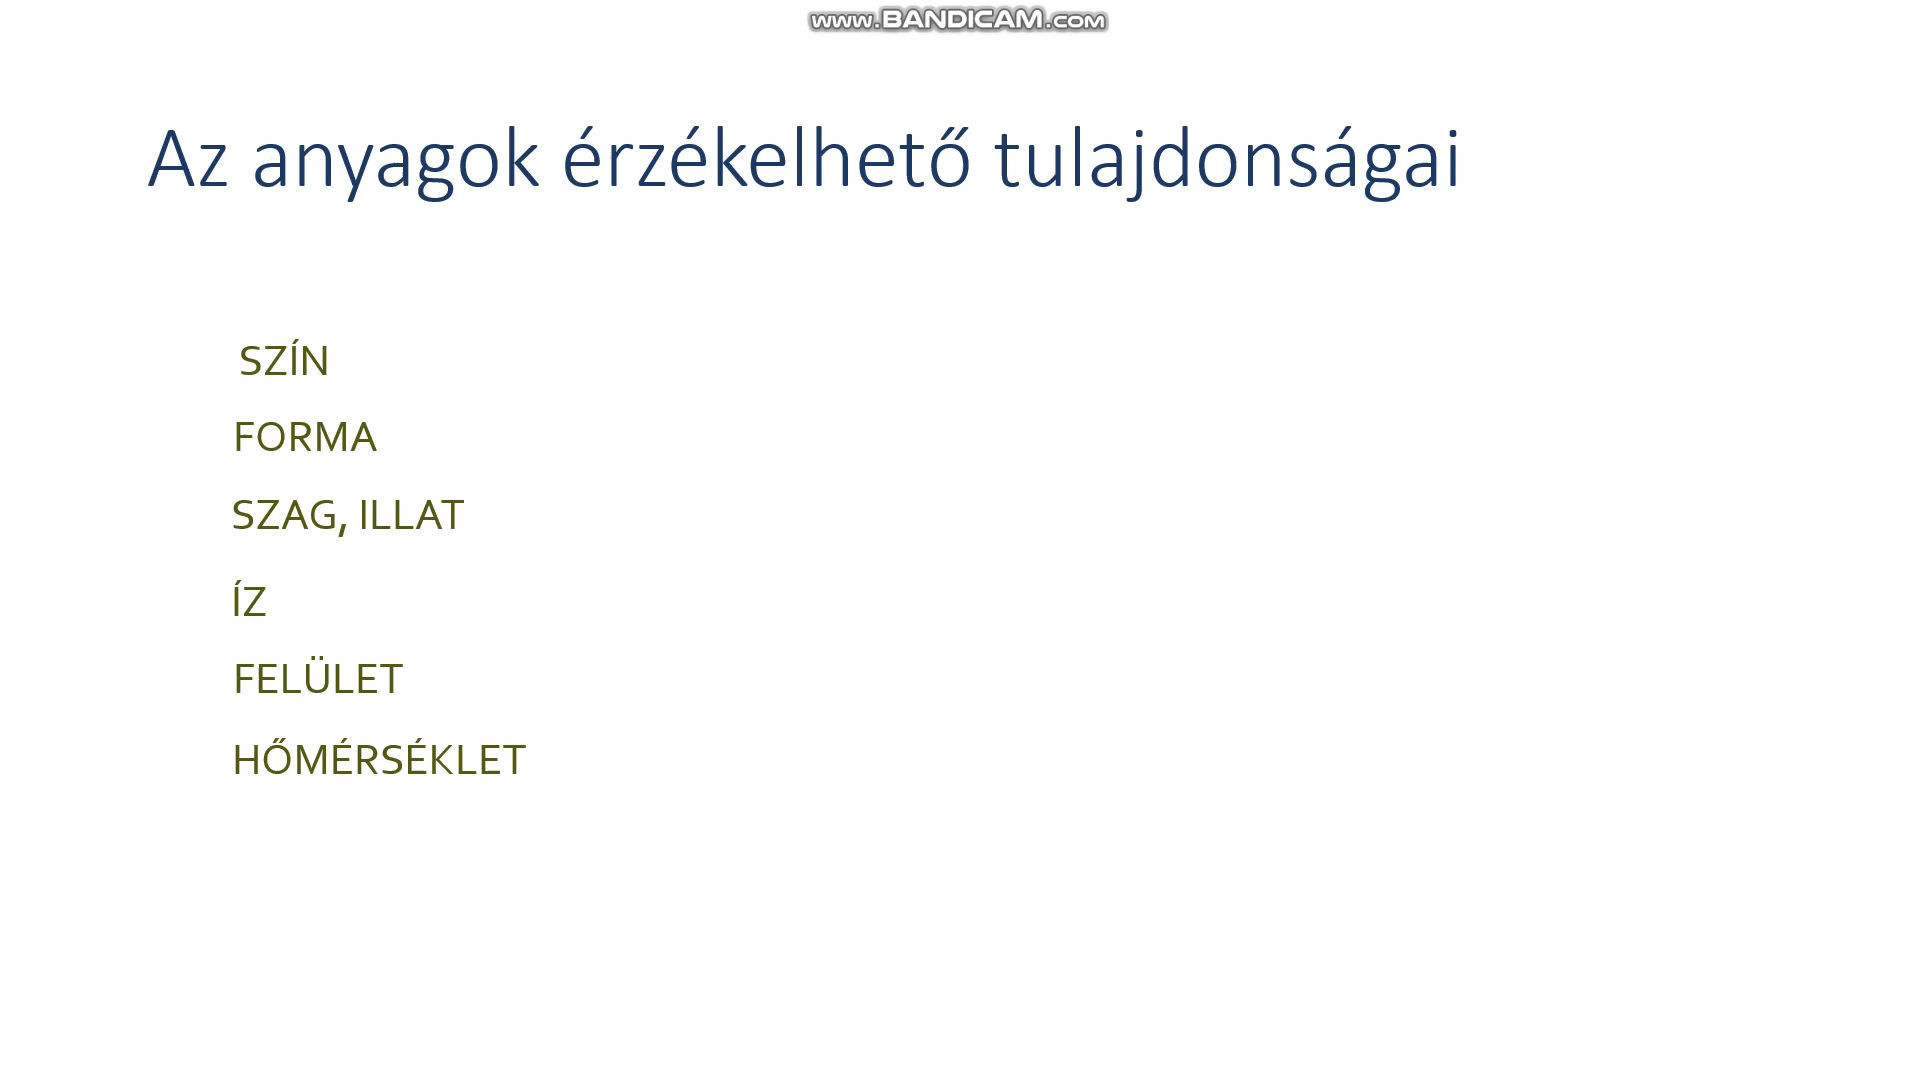 www.BANDICAM.com
Az anyagok érzékelhető tulajdonságai
SZÍN
FORMA
SZAG, ILLAT
ÍZ
FELÜLET
HŐMÉRSÉKLET